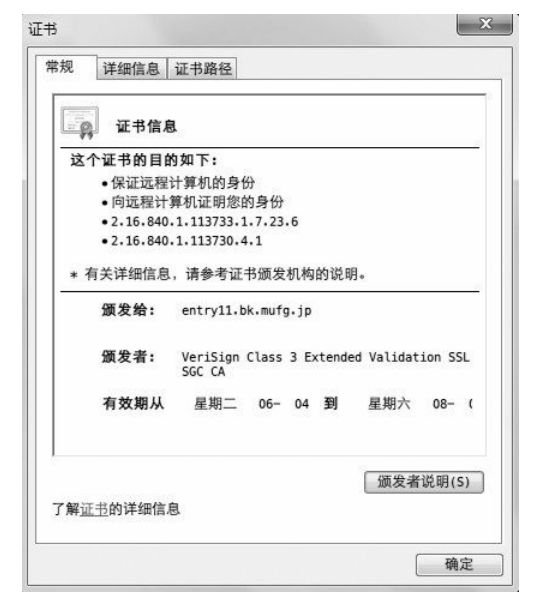 证书
常规 详细信息 证书路径
证书信息
这个证书的目的如下：
•保证远程计算机的身份
•向远程计算机证明您的身份
•2.16.840.1.113733.1.7.23.6
•2.16.840.1.113730.4.1
* 有关详细信息，请参考证书颁发机构的说明。
颁发给： entry11.bk.mufg.jp
颁发者： VeriSign Class 3 Extended Validation SSL
SGC CA
有效期从 星期二 06- 04 到 星期六 08-
颁发者说明(S)
了解证书的详细信息
确定